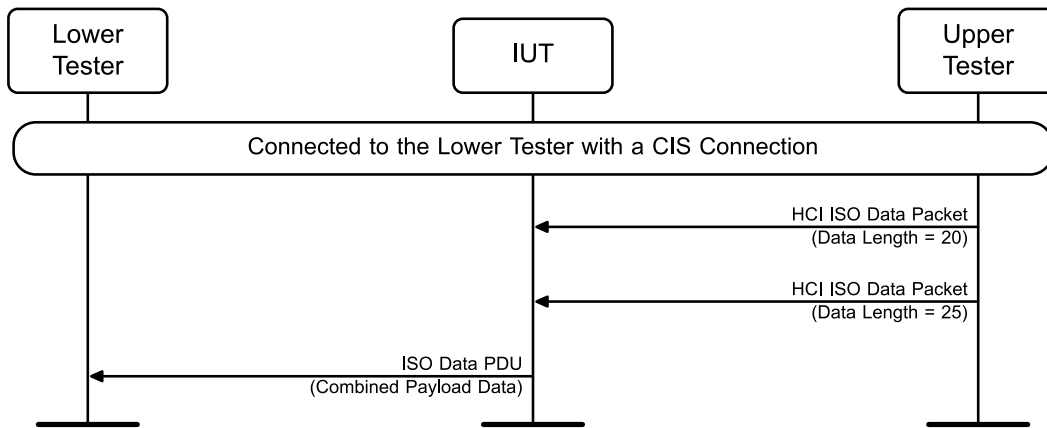 Lower
Tester
IUT
Upper
Tester
Connected to the Lower Tester with a CIS Connection
HCI ISO Data Packet
(Data Length = 20)
HCI ISO Data Packet
(Data Length = 25)
ISO Data PDU
(Combined Payload Data)